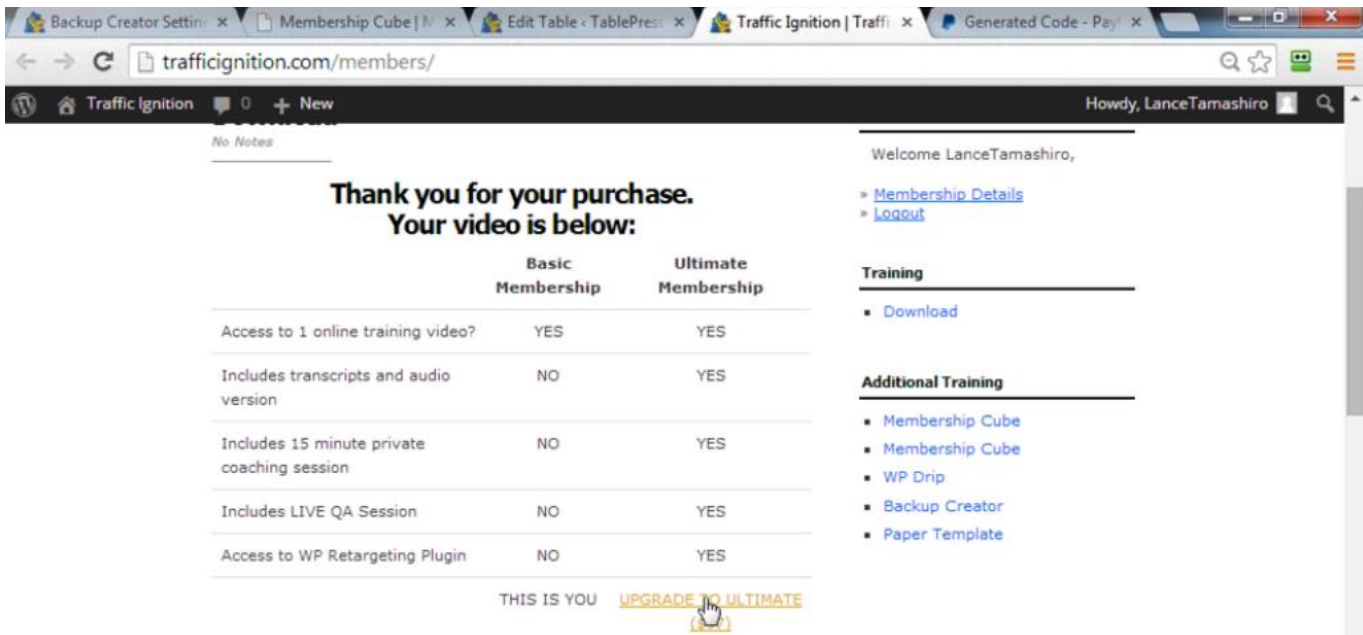 Backup Creator Settin
Membership Cube | M
Edit Table ‹ TablePress
Traffic Ignition | Traffi
Generated Code - Pay
trafficignition.com/members/
Traffic Ignition 0 + New
Howdy, LanceTamashiro
No Notes
Thank you for your purchase.
Your video is below:
Basic Membership Ultimate Membership
Access to 1 online training video? YES YES
Includes transcripts and audio version NO YES
Includes 15 minute private coaching session NO YES
Includes LIVE QA Session NO YES
Access to WP Retargeting Plugin NO YES
THIS IS YOU UPGRADE TO ULTIMATE
Welcome LanceTamashiro,
» Membership Details
» Logout
Training
Download
Additional Training
Membership Cube
Membership Cube
WP Drip
Backup Creator
Paper Template